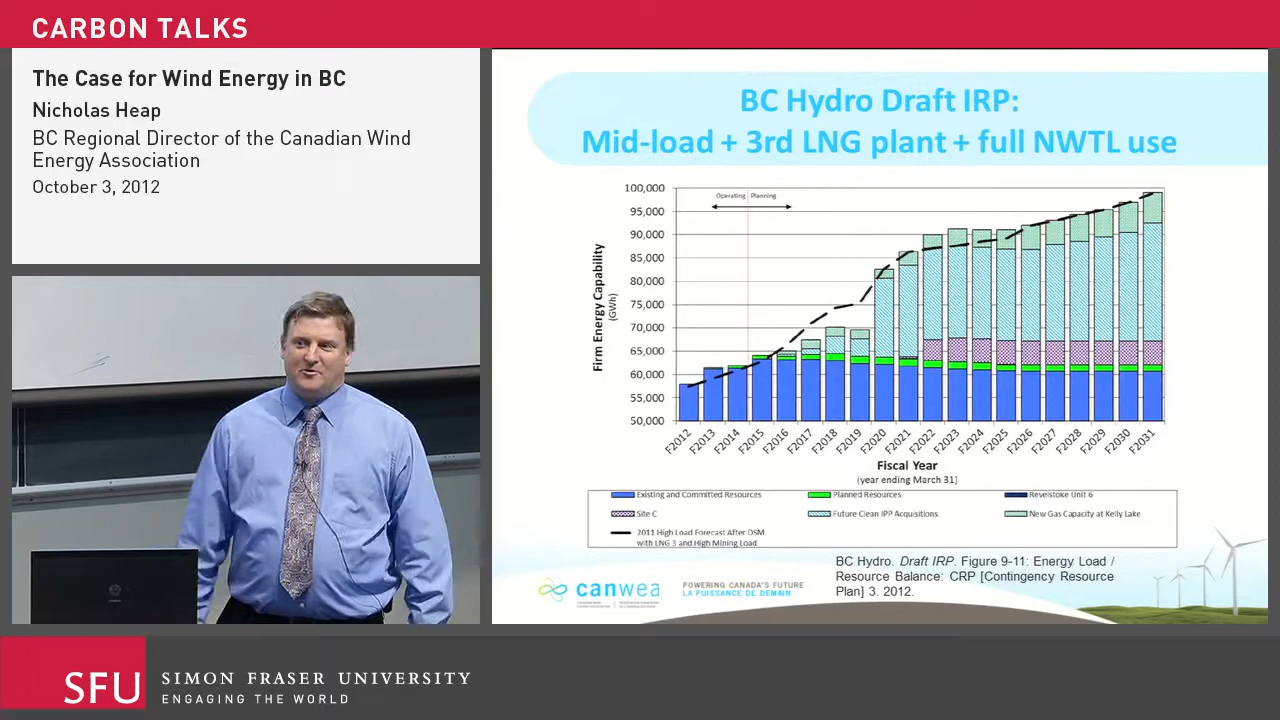 CARBON TALKS
The Case for Wind Energy in BC
Nicholas Heap
BC Regional Director of the Canadian Wind
Energy Association
October 3, 2012
BC Hydro Draft IRP:
Mid-load + 3rd LNG plant + full NWTL use
Operating Planning
100,000
95,000
90,000
85,000
80,000
75,000
70,000
65,000
60,000
55,000
50,000
Firm Energy Capability
(GWh)
F2012 F2013 F2014 F2015 F2016 F2017 F2018 F2019 F2020 F2021 F2022 F2023 F2024 F2025 F2026 F2027 F2028 F2029 F2030 F2031
Fiscal Year
(year ending March 31)
Existing and Committed Resources Planned Resources Revelstoke Unit 6
Site C Future Clean IPP Acquisitions New Gas Capacity at Kelly Lake
2011 High Load Forecast After DSM
with LNG 3 and High Mining Load
BC Hydro. Draft IRP. Figure 9-11: Energy Load /
Resource Balance: CRP [Contingency Resource
Plan] 3. 2012.
canwea
POWERING CANADA'S FUTURE
LA PUISSANCE DE DEMAIN
SFU SIMON FRASER UNIVERSITY
ENGAGING THE WORLD